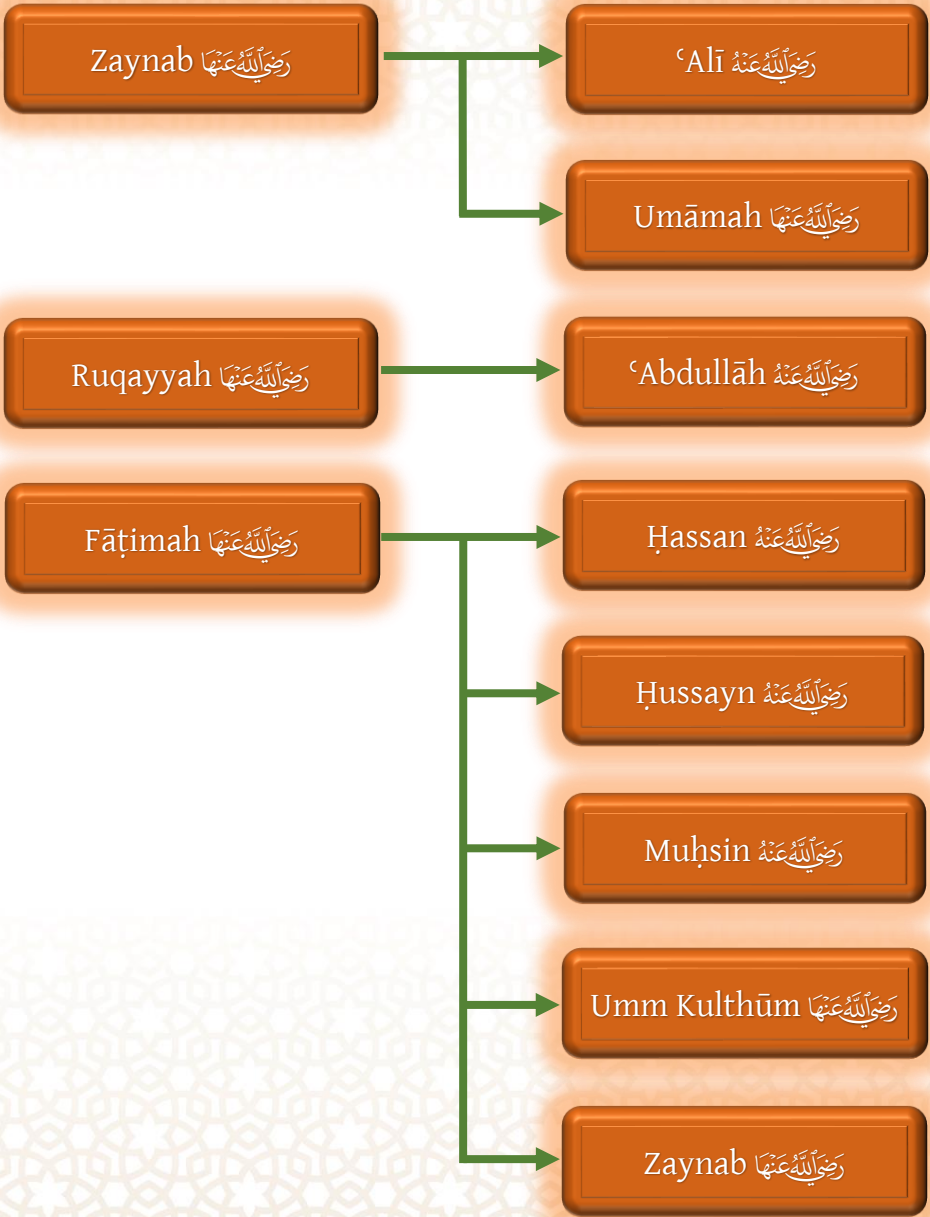 Zaynab رَضِيَ ٱللَّهُ عَنْهَا
ʿAlī رَضِيَ ٱللَّهُ عَنْهُ
Umāmah رَضِيَ ٱللَّهُ عَنْهَا
Ruqayyah رَضِيَ ٱللَّهُ عَنْهَا
ʿAbdullāh رَضِيَ ٱللَّهُ عَنْهُ
Fāṭimah رَضِيَ ٱللَّهُ عَنْهَا
Ḥassan رَضِيَ ٱللَّهُ عَنْهُ
Ḥussayn رَضِيَ ٱللَّهُ عَنْهُ
Muḥsin رَضِيَ ٱللَّهُ عَنْهُ
Umm Kulthūm رَضِيَ ٱللَّهُ عَنْهَا
Zaynab رَضِيَ ٱللَّهُ عَنْهَا